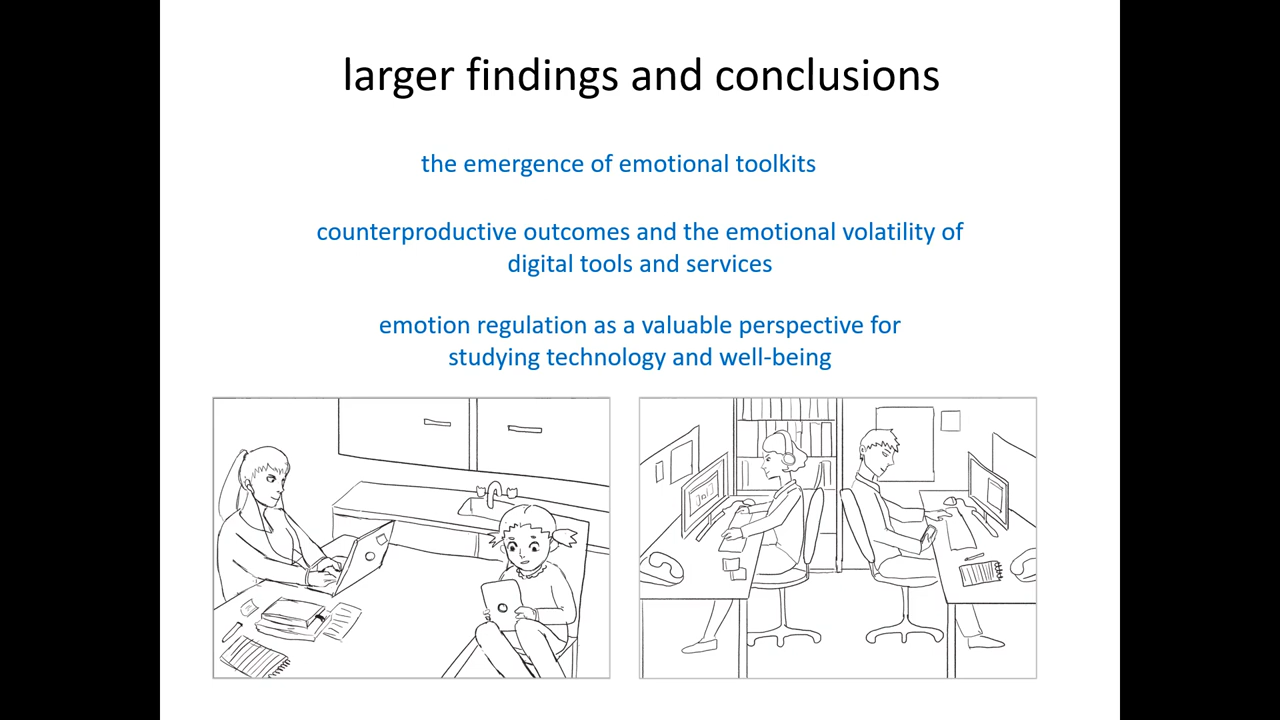 larger findings and conclusions
the emergence of emotional toolkits
counterproductive outcomes and the emotional volatility of
digital tools and services
emotion regulation as a valuable perspective for
studying technology and well-being